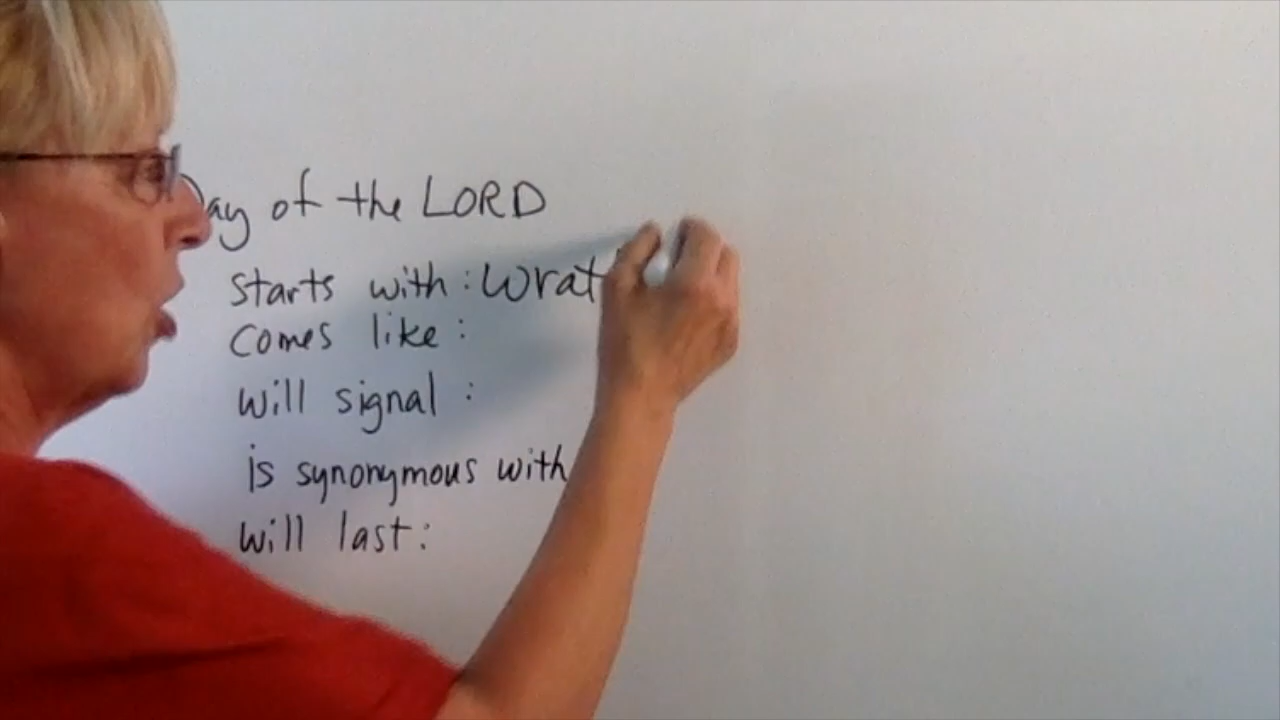 Day of the LORD
starts with: Wrat
comes like:
will signal:
is synonymous with
will last: